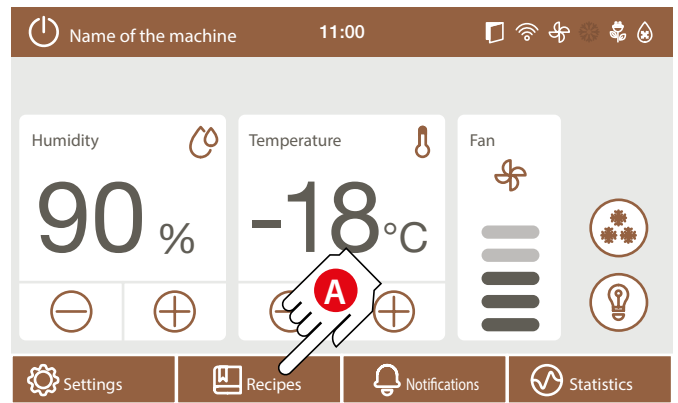 Name of the machine 11:00
Humidity Temperature Fan
90 % -18°C
A
Settings Recipes Notifications Statistics